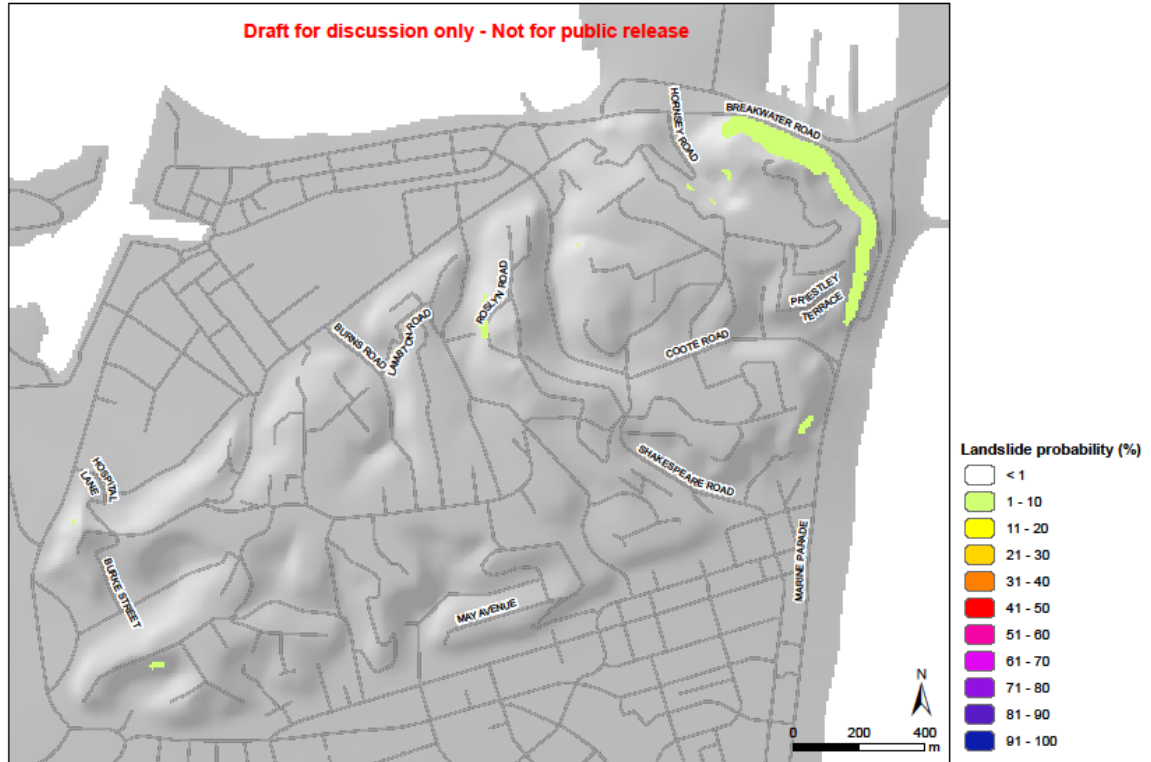 Draft for discussion only - Not for public release
HORNSEY ROAD
BREAKWATER ROAD
ROSLYN ROAD
PRIESTLEY
TERRACE
BURNS ROAD
LAMSTON ROAD
COOTE ROAD
SHAKESPEARE ROAD
HOSPITAL
LANE
BURKE STREET
MAY AVENUE
MARINE PARADE
N
0 200 400
m
Landslide probability (%)
< 1
1 - 10
11 - 20
21 - 30
31 - 40
41 - 50
51 - 60
61 - 70
71 - 80
81 - 90
91 - 100